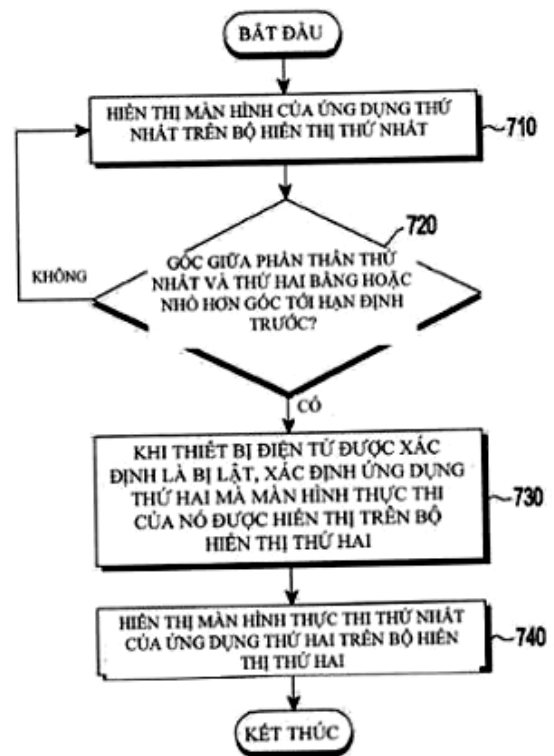 BẮT ĐẦU
HIỂN THỊ MÀN HÌNH CỦA ỨNG DỤNG THỨ
NHẤT TRÊN BỘ HIỂN THỊ THỨ NHẤT
710
720
GÓC GIỮA PHẦN THÂN THỨ
NHẤT VÀ THỨ HAI BẰNG HOẶC
NHỎ HƠN GÓC TỚI HẠN ĐỊNH
TRƯỚC?
KHÔNG
CÓ
KHI THIẾT BỊ ĐIỆN TỬ ĐƯỢC XÁC
ĐỊNH LÀ BỊ LẬT, XÁC ĐỊNH ỨNG DỤNG
THỨ HAI MÀ MÀN HÌNH THỰC THI
CỦA NÓ ĐƯỢC HIỂN THỊ TRÊN BỘ
HIỂN THỊ THỨ HAI
730
HIỂN THỊ MÀN HÌNH THỰC THI THỨ NHẤT
CỦA ỨNG DỤNG THỨ HAI TRÊN BỘ HIỂN
THỊ THỨ HAI
740
KẾT THÚC